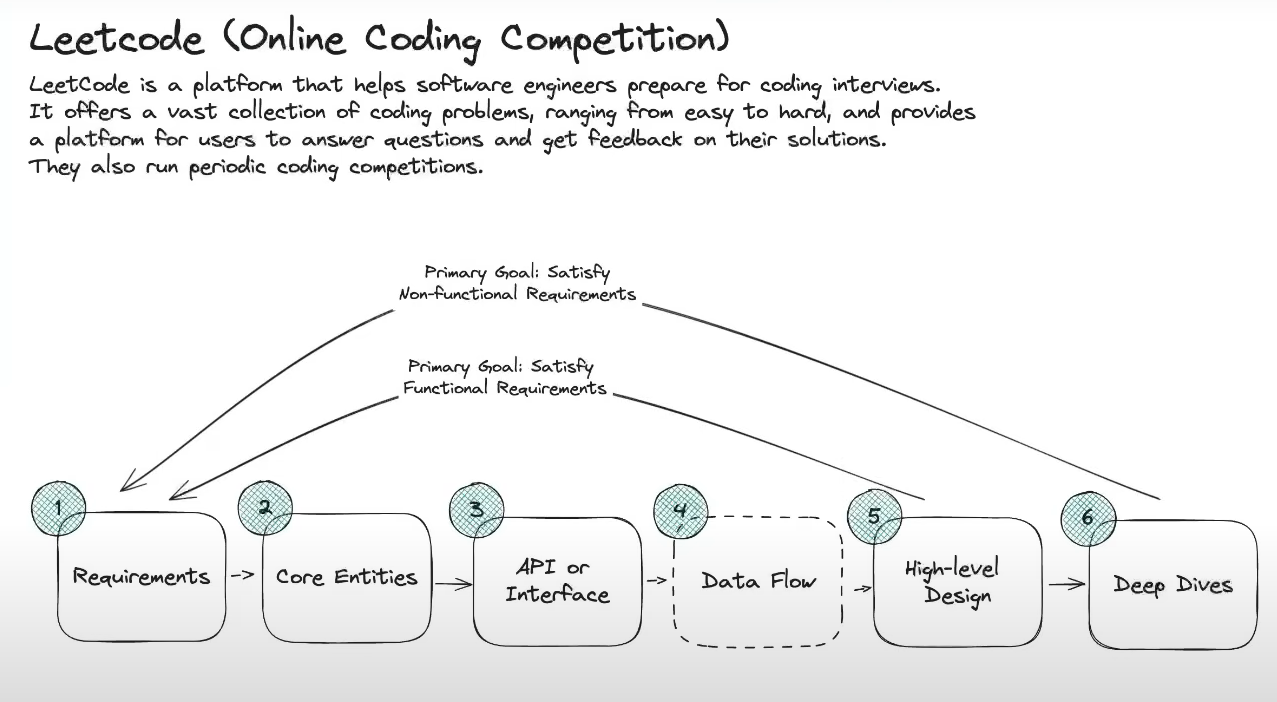 Leetcode (Online Coding Competition)
LeetCode is a platform that helps software engineers prepare for coding interviews.
It offers a vast collection of coding problems, ranging from easy to hard, and provides
a platform for users to answer questions and get feedback on their solutions.
They also run periodic coding competitions.
Primary Goal: Satisfy
Non-functional Requirements
Primary Goal: Satisfy
Functional Requirements
1
Requirements
2
Core Entities
3
API or
Interface
4
Data Flow
5
High-level
Design
6
Deep Dives